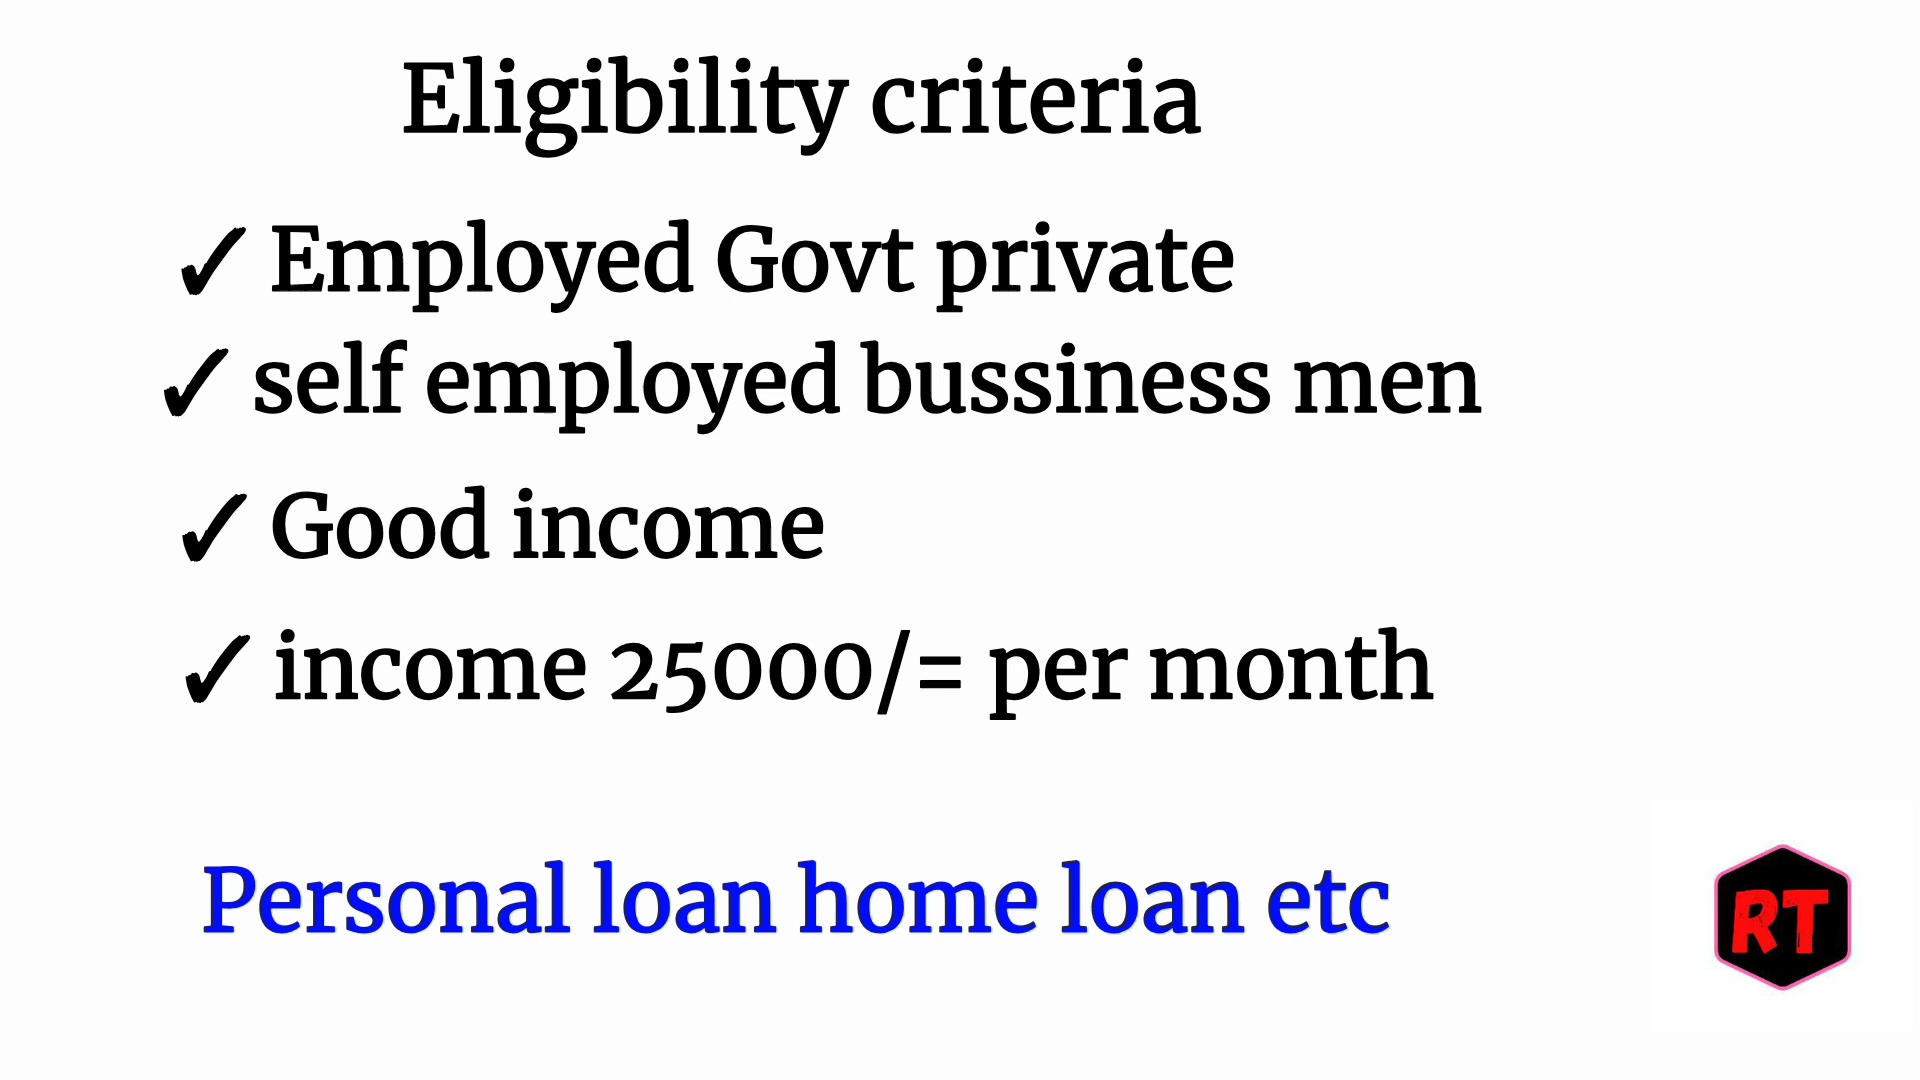 Eligibility criteria
✓ Employed Govt private
✓ self employed bussiness men
✓ Good income
✓ income 25000/= per month
Personal loan home loan etc
RT